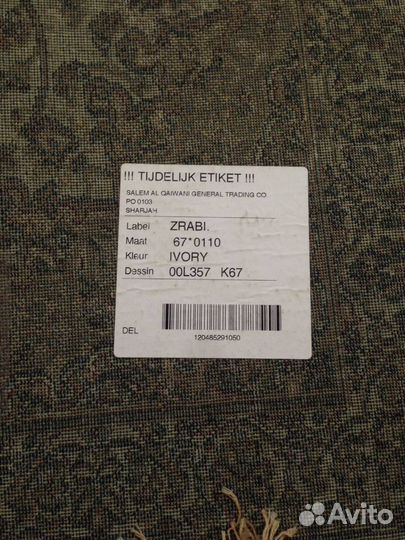 !!! TIJDELIJK ETIKET !!!
SALEM AL QAIWANI GENERAL TRADING CO.
PO 0103
SHARJAH
Label ZRABI.
Maat 67*0110
Kleur IVORY
Dessin 00L357 K67
DEL
120485291050
Avito